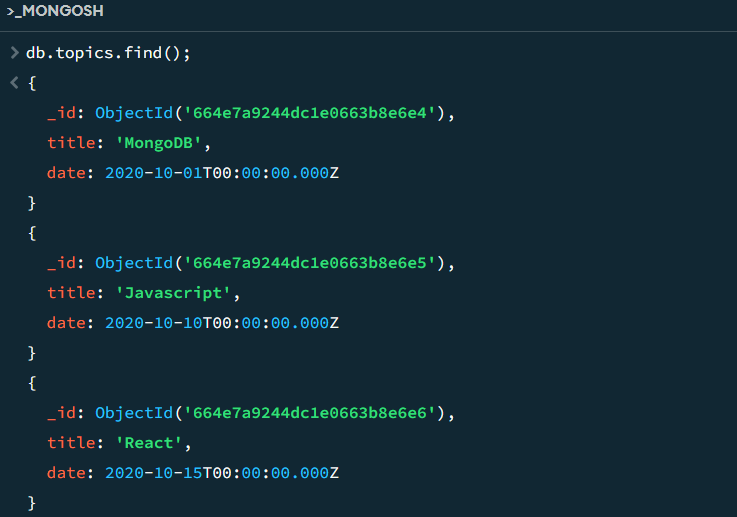 >_MONGOSH
> db.topics.find();
< {
_id: ObjectId('664e7a9244dc1e0663b8e6e4'),
title: 'MongoDB',
date: 2020-10-01T00:00:00.000Z
}
{
_id: ObjectId('664e7a9244dc1e0663b8e6e5'),
title: 'Javascript',
date: 2020-10-10T00:00:00.000Z
}
{
_id: ObjectId('664e7a9244dc1e0663b8e6e6'),
title: 'React',
date: 2020-10-15T00:00:00.000Z
}